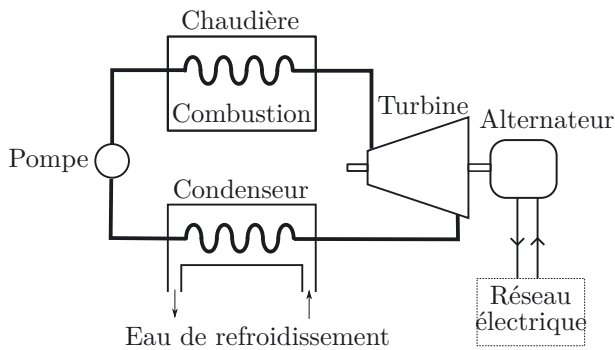 Chaudière
Combustion
Turbine
Alternateur
Pompe
Condenseur
Réseau
électrique
Eau de refroidissement